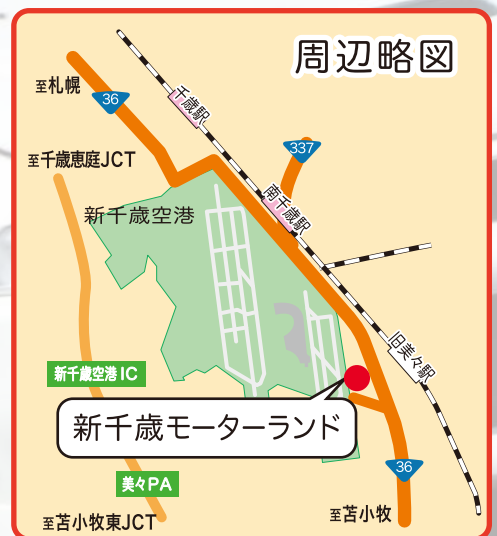 周辺略図
至札幌
36
千歳駅
337
至千歳恵庭JCT
南千歳駅
新千歳空港
旧美々駅
新千歳空港IC
新千歳モーターランド
36
美々PA
至苫小牧
至苫小牧東JCT